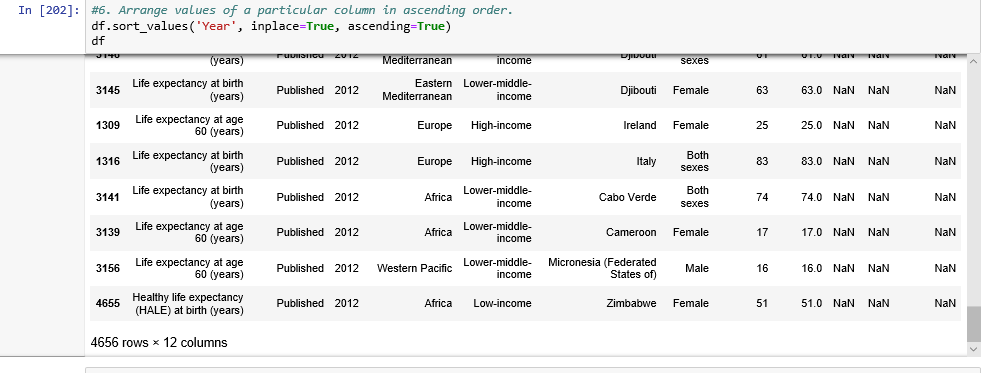 In [202]: #6. Arrange values of a particular column in ascending order.
df.sort_values('Year', inplace=True, ascending=True)
df
3146 (years) Published 2012 Mediterranean income Djibouti sexes 61 61.0 NaN NaN NaN
Life expectancy at birth Eastern Lower-middle-
3145 (years) Published 2012 Mediterranean income Djibouti Female 63 63.0 NaN NaN NaN
Life expectancy at age
1309 60 (years) Published 2012 Europe High-income Ireland Female 25 25.0 NaN NaN NaN
Life expectancy at birth Both
1316 (years) Published 2012 Europe High-income Italy sexes 83 83.0 NaN NaN NaN
Life expectancy at birth Lower-middle- Both
3141 (years) Published 2012 Africa income Cabo Verde sexes 74 74.0 NaN NaN NaN
Life expectancy at age Lower-middle-
3139 60 (years) Published 2012 Africa income Cameroon Female 17 17.0 NaN NaN NaN
Life expectancy at age Lower-middle- Micronesia (Federated
3156 60 (years) Published 2012 Western Pacific income States of) Male 16 16.0 NaN NaN NaN
Healthy life expectancy
4655 (HALE) at birth (years) Published 2012 Africa Low-income Zimbabwe Female 51 51.0 NaN NaN NaN
4656 rows × 12 columns